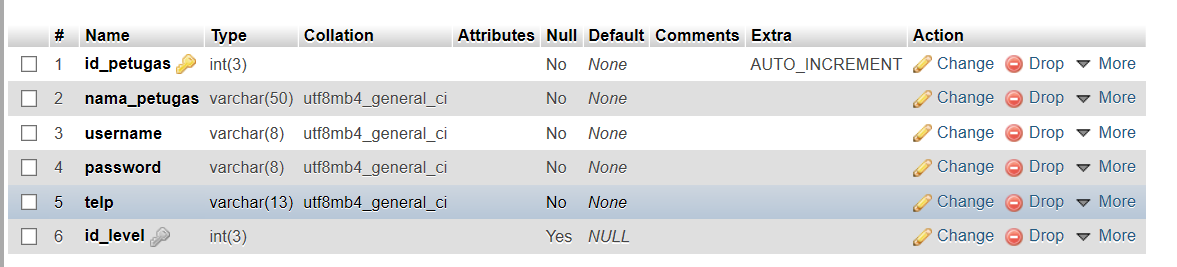 # Name Type Collation Attributes Null Default Comments Extra Action
1 id_petugas int(3) No None AUTO_INCREMENT Change Drop More
2 nama_petugas varchar(50) utf8mb4_general_ci No None Change Drop More
3 username varchar(8) utf8mb4_general_ci No None Change Drop More
4 password varchar(8) utf8mb4_general_ci No None Change Drop More
5 telp varchar(13) utf8mb4_general_ci No None Change Drop More
6 id_level int(3) Yes NULL Change Drop More